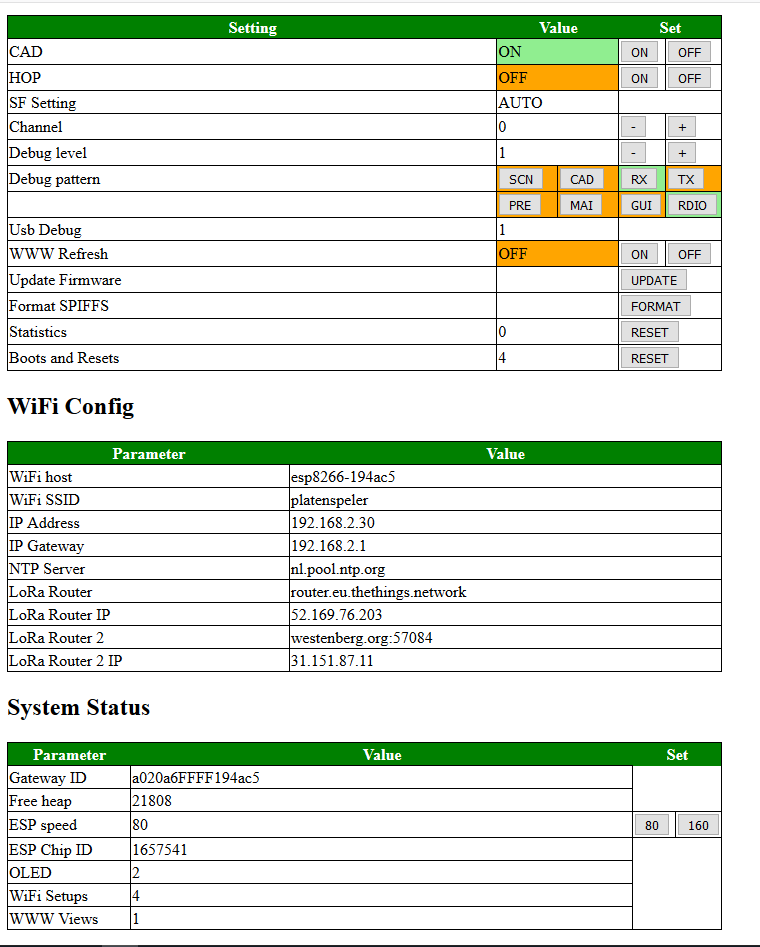 Setting Value Set
CAD ON ON OFF
HOP OFF ON OFF
SF Setting AUTO
Channel 0 - +
Debug level 1 - +
Debug pattern SCN CAD RX TX
PRE MAI GUI RDIO
Usb Debug 1
WWW Refresh OFF ON OFF
Update Firmware UPDATE
Format SPIFFS FORMAT
Statistics 0 RESET
Boots and Resets 4 RESET
WiFi Config
Parameter Value
WiFi host esp8266-194ac5
WiFi SSID platenspeler
IP Address 192.168.2.30
IP Gateway 192.168.2.1
NTP Server nl.pool.ntp.org
LoRa Router router.eu.thethings.network
LoRa Router IP 52.169.76.203
LoRa Router 2 westenberg.org:57084
LoRa Router 2 IP 31.151.87.11
System Status
Parameter Value Set
Gateway ID a020a6FFFF194ac5
Free heap 21808
ESP speed 80 80 160
ESP Chip ID 1657541
OLED 2
WiFi Setups 4
WWW Views 1